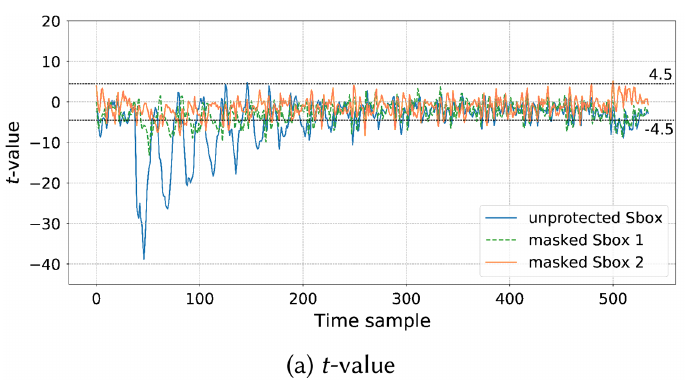 20
10
0
−10
−20
−30
−40
t-value
4.5
-4.5
unprotected Sbox
masked Sbox 1
masked Sbox 2
0 100 200 300 400 500
Time sample
(a) t-value